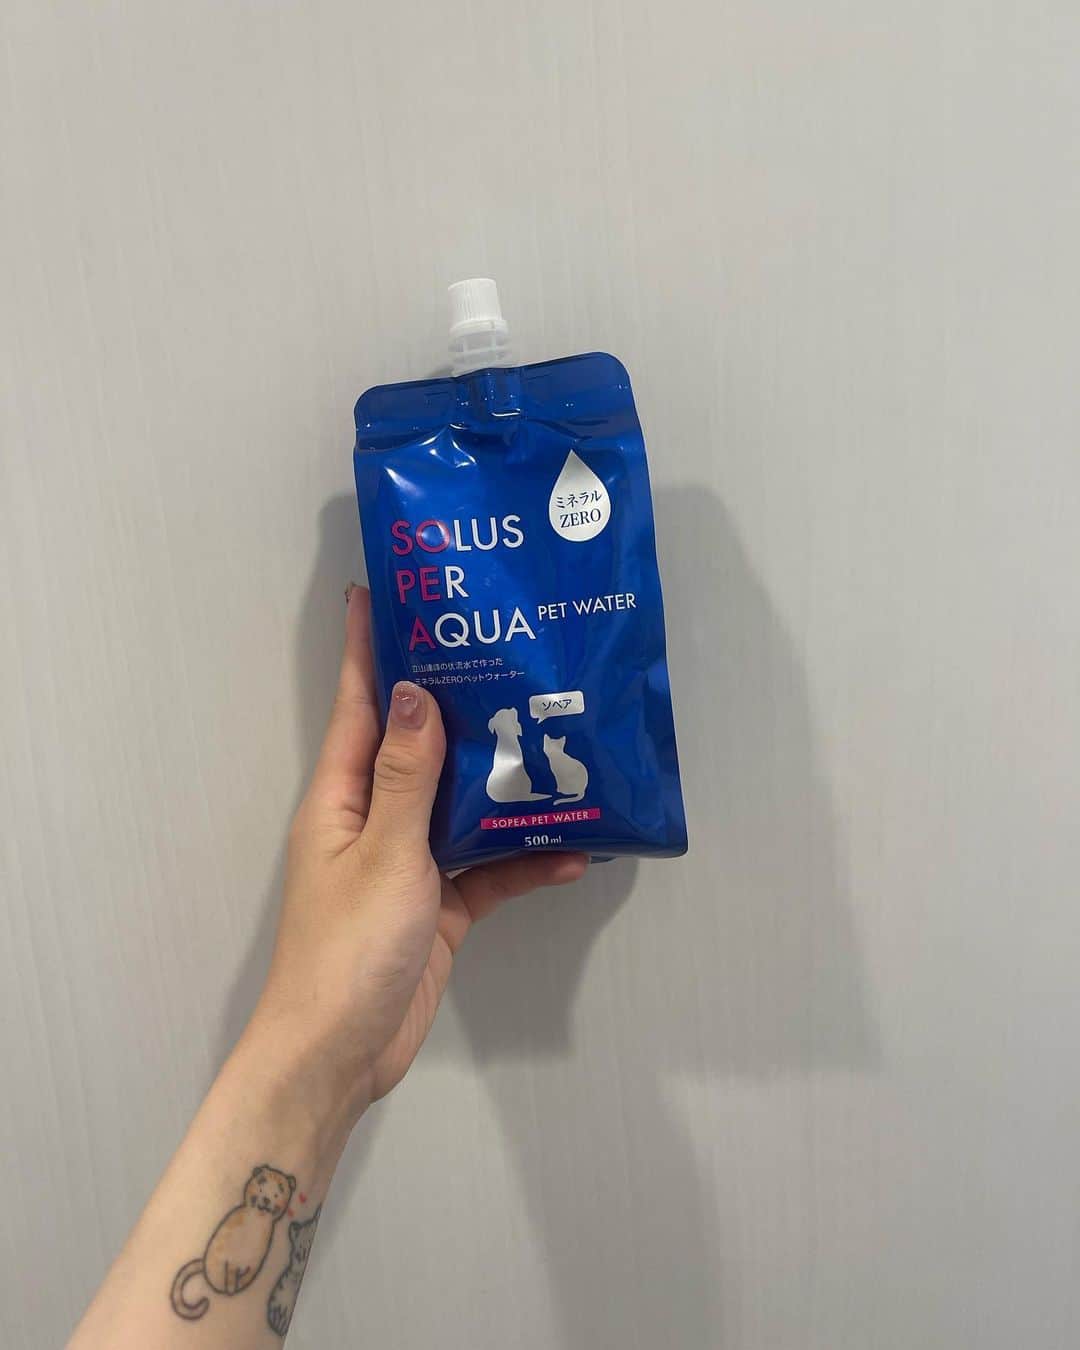 ミネラル
ZERO
SOLUS
PER
AQUA PET WATER
立山連峰の伏流水で作った
ミネラルZEROペットウォーター
ソペア
SOPEA PET WATER
500ml